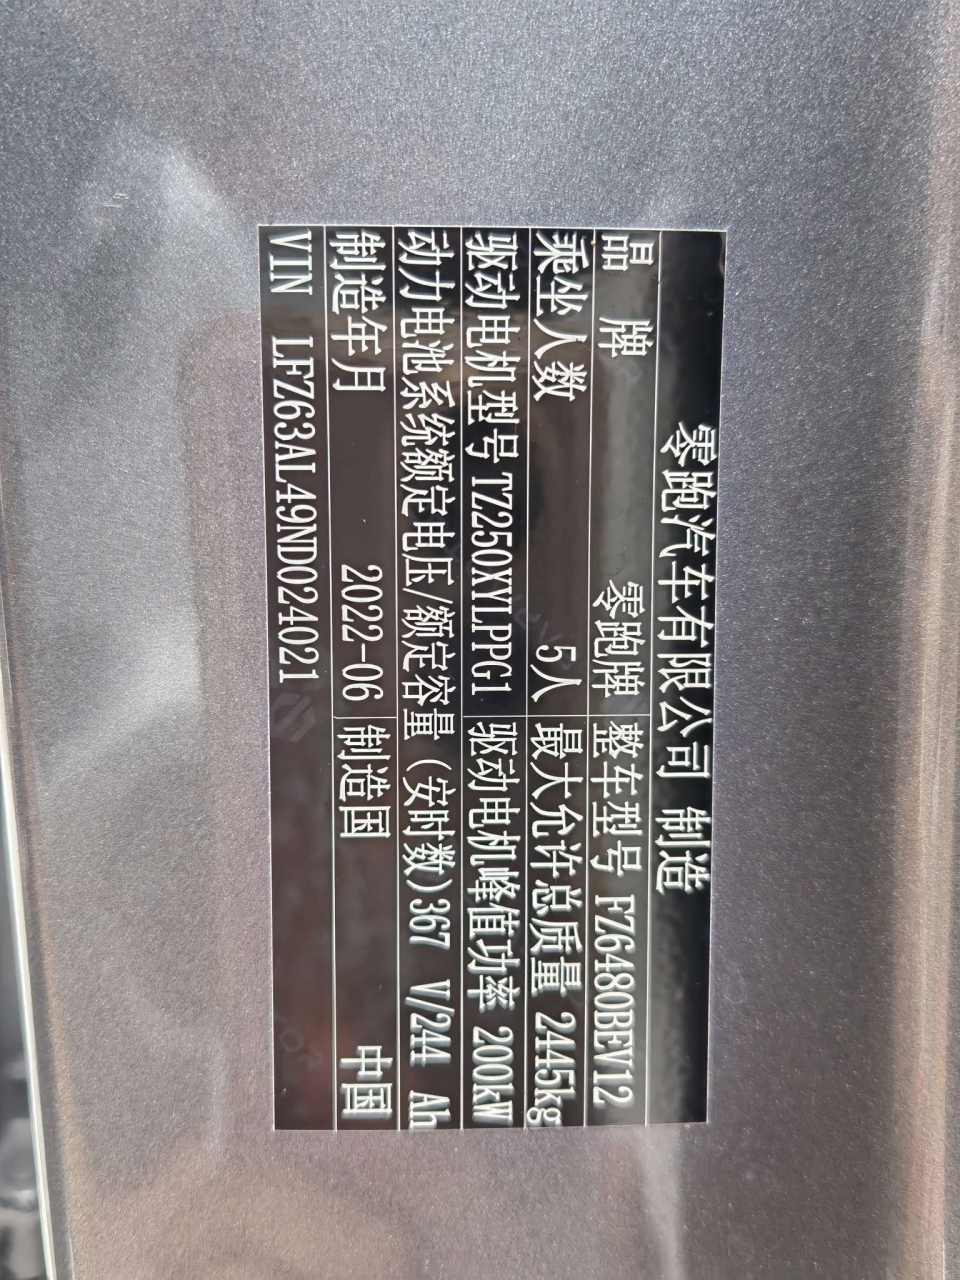 零跑汽车有限公司 制造
品 牌 零跑牌 整车型号 FZ6480BEV12
乘坐人数 5人 最大允许总质量 2445kg
驱动电机型号 TZ250XYLPPG1 驱动电机峰值功率 200kW
动力电池系统额定电压/额定容量(安时数)367 V/244 Ah
制造年月 2022-06 制造国 中国
VIN LFZ63AL49ND024021